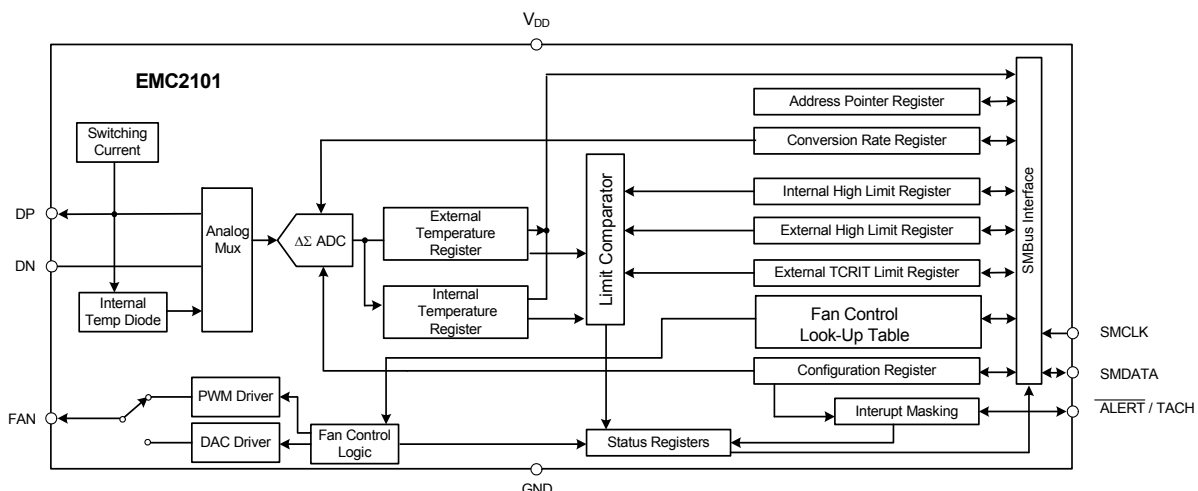 V_DD
EMC2101
Switching
Current
DP
DN
Analog
Mux
Internal
Temp Diode
ΔΣ ADC
External
Temperature
Register
Internal
Temperature
Register
Limit Comparator
Address Pointer Register
Conversion Rate Register
Internal High Limit Register
External High Limit Register
External TCRIT Limit Register
Fan Control
Look-Up Table
Configuration Register
Interupt Masking
SMBus Interface
SMCLK
SMDATA
ALERT / TACH
FAN
PWM Driver
DAC Driver
Fan Control
Logic
Status Registers
GND